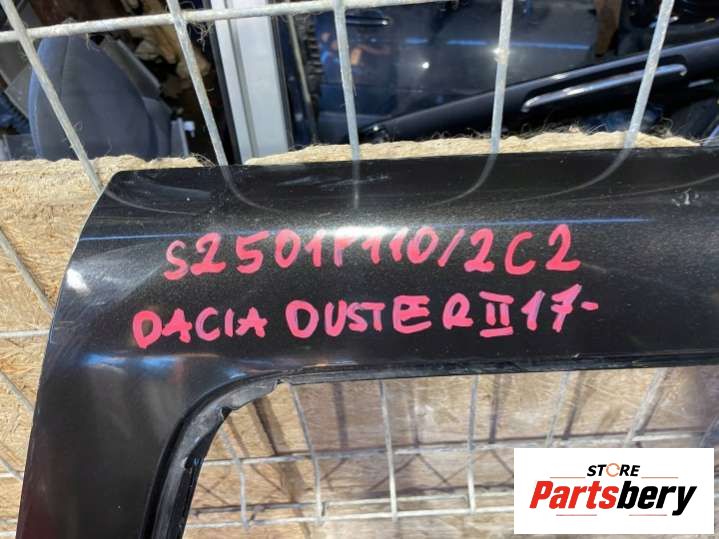 S2501P110/2C2
DACIA DUSTER II 17-
STORE
Partsbery